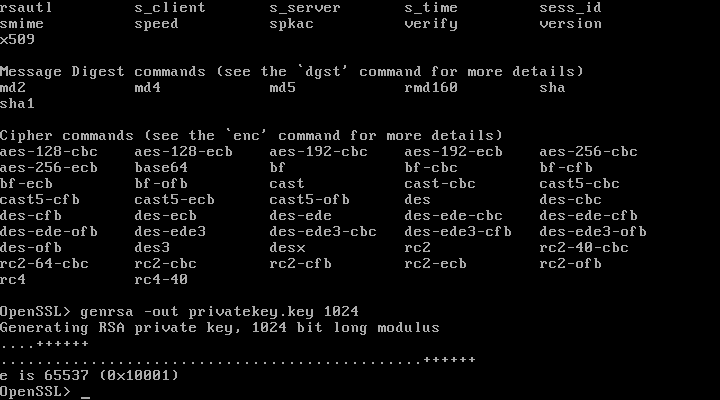 rsautl s_client s_server s_time sess_id
smime speed spkac verify version
x509
Message Digest commands (see the `dgst' command for more details)
md2 md4 md5 rmd160 sha
sha1
Cipher commands (see the `enc' command for more details)
aes-128-cbc aes-128-ecb aes-192-cbc aes-192-ecb aes-256-cbc
aes-256-ecb base64 bf bf-cbc bf-cfb
bf-ecb bf-ofb cast cast-cbc cast5-cbc
cast5-cfb cast5-ecb cast5-ofb des des-cbc
des-cfb des-ecb des-ede des-ede-cbc des-ede-cfb
des-ede-ofb des-ede3 des-ede3-cbc des-ede3-cfb des-ede3-ofb
des-ofb des3 desx rc2 rc2-40-cbc
rc2-64-cbc rc2-cbc rc2-cfb rc2-ecb rc2-ofb
rc4 rc4-40
OpenSSL> genrsa -out privatekey.key 1024
Generating RSA private key, 1024 bit long modulus
....++++++
...............................................++++++
e is 65537 (0x10001)
OpenSSL> _